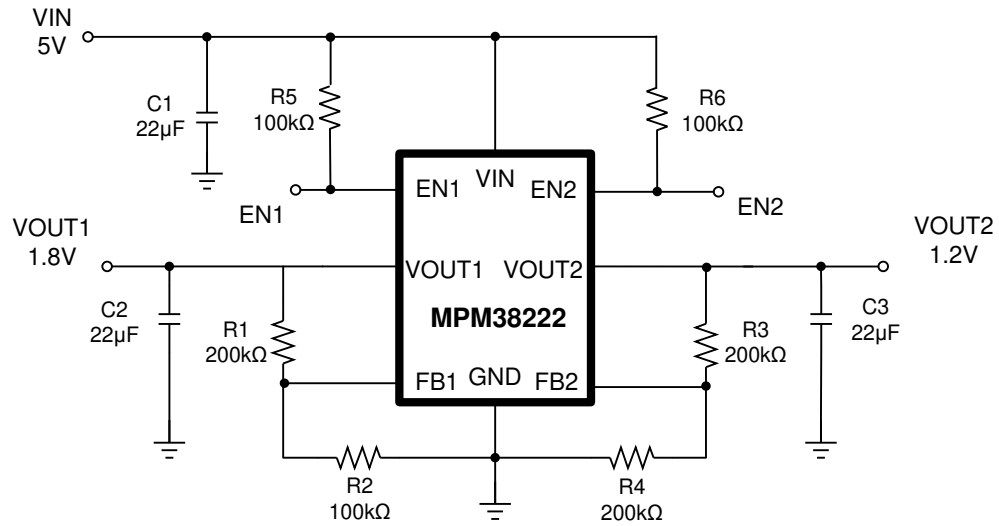 VIN
5V
C1
22µF
R5
100kΩ
R6
100kΩ
EN1
EN1
VIN
EN2
EN2
VOUT1
1.8V
VOUT1
VOUT2
VOUT2
1.2V
C2
22µF
R1
200kΩ
MPM38222
R3
200kΩ
C3
22µF
FB1
GND
FB2
R2
100kΩ
R4
200kΩ